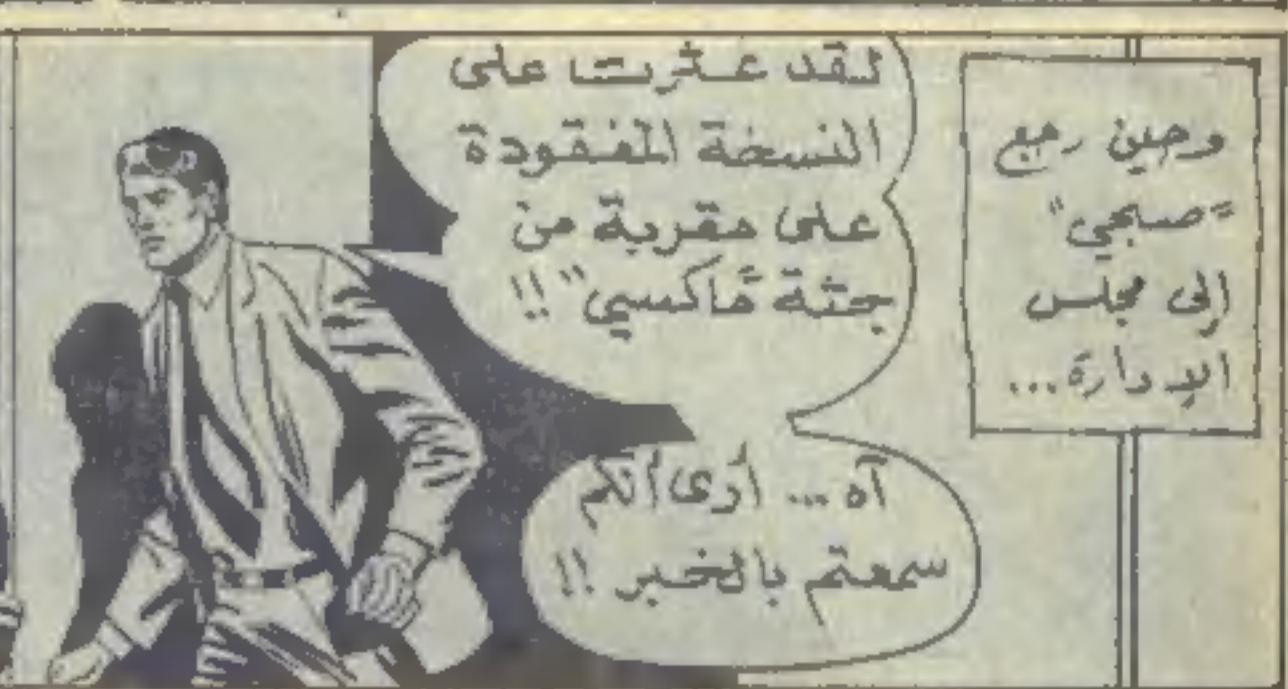 وحين رجع
"صبحي"
إلى مجلس
الإدارة...
لقد عثرت على
النسخة المفقودة
على مقربة من
جثة "ماكسي" !!
آه ... أرى أنكم
سمعتم بالخبر !!